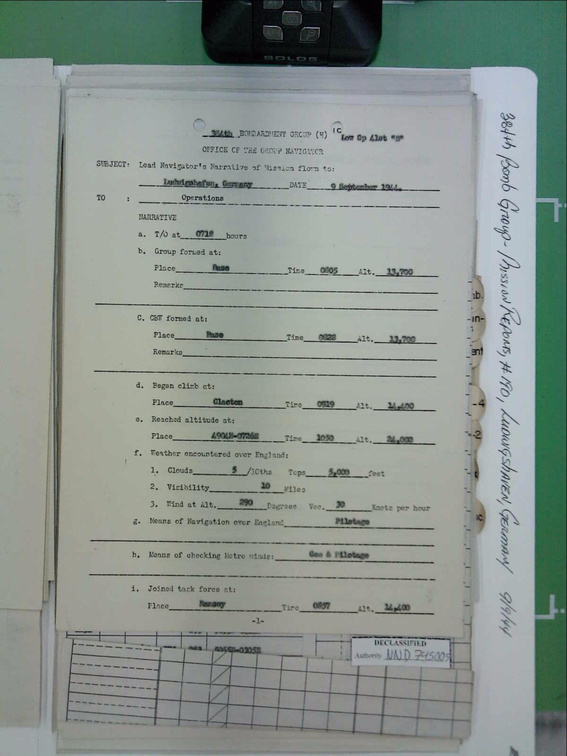 SOLOS
384th BOMBARDMENT GROUP (H)
Low Gp Alot "B"
OFFICE OF THE GROUP NAVIGATOR
SUBJECT: Lead Navigator's Narrative of Mission flown to:
Ludwigshafen, Germany DATE 9 September 1944.
TO : Operations
NARRATIVE
a. T/O at 0718 hours
b. Group formed at:
Place Buse Time 0805 Alt. 13,700
Remarks
C. CBW formed at:
Place Buse Time 0828 Alt. 13,700
Remarks
d. Began climb at:
Place Clacton Time 0919 Alt. 14,400
e. Reached altitude at:
Place Time 1030 Alt. 24,000
f. Weather encountered over England:
1. Clouds 5 /10ths Tops 5,000 feet
2. Visibility 10 Miles
3. Wind at Alt. 290 Degrees Vec. 30 Knots per hour
g. Means of Navigation over England Pilotage
h. Means of checking Metro winds: Gee & Pilotage
i. Joined task force at:
Place Time 0857 Alt. 14,400
-1-
DECLASSIFIED
Authority NND 745005
384th Bomb Group - Mission Reports, #190, Ludwigshaven Germany 9/9/44